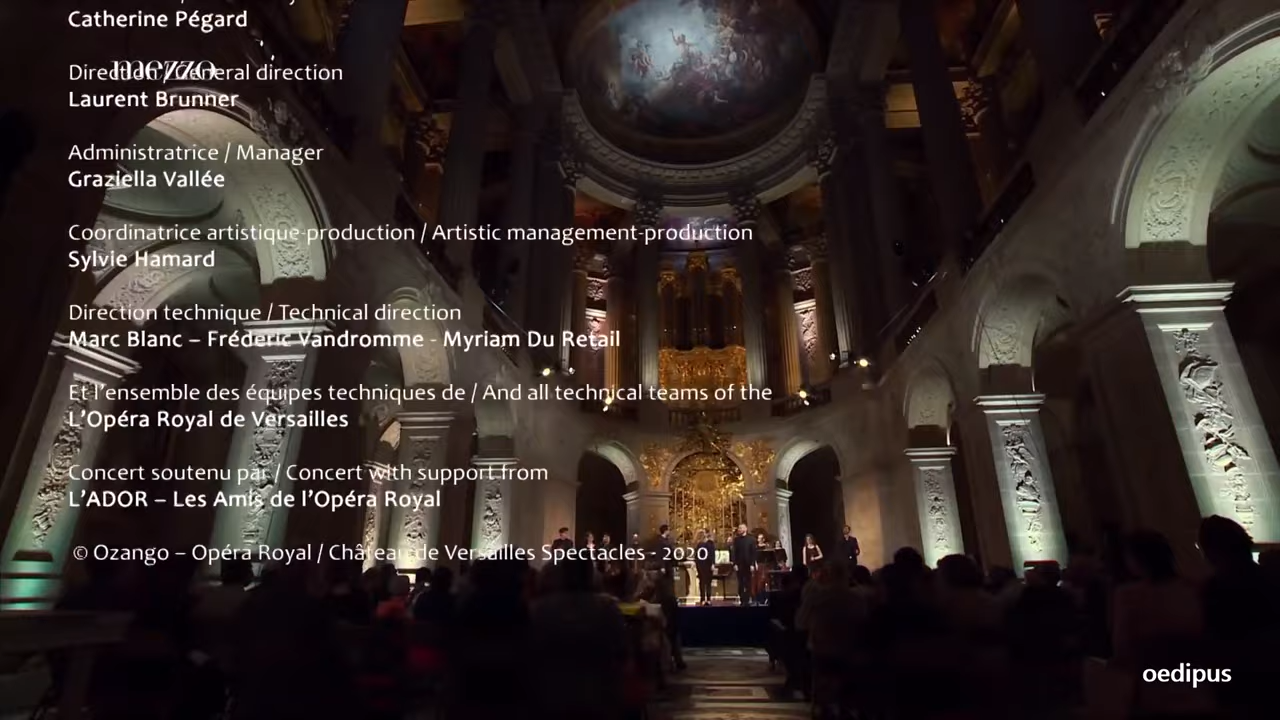 Catherine Pégard
mezzo
Direction / General direction
Laurent Brunner
Administratrice / Manager
Graziella Vallée
Coordinatrice artistique-production / Artistic management-production
Sylvie Hamard
Direction technique / Technical direction
Marc Blanc – Fréderic Vandromme - Myriam Du Retail
Et l'ensemble des équipes techniques de / And all technical teams of the
L'Opéra Royal de Versailles
Concert soutenu par / Concert with support from
L'ADOR – Les Amis de l'Opéra Royal
© Ozango – Opéra Royal / Château de Versailles Spectacles - 2020
oedipus